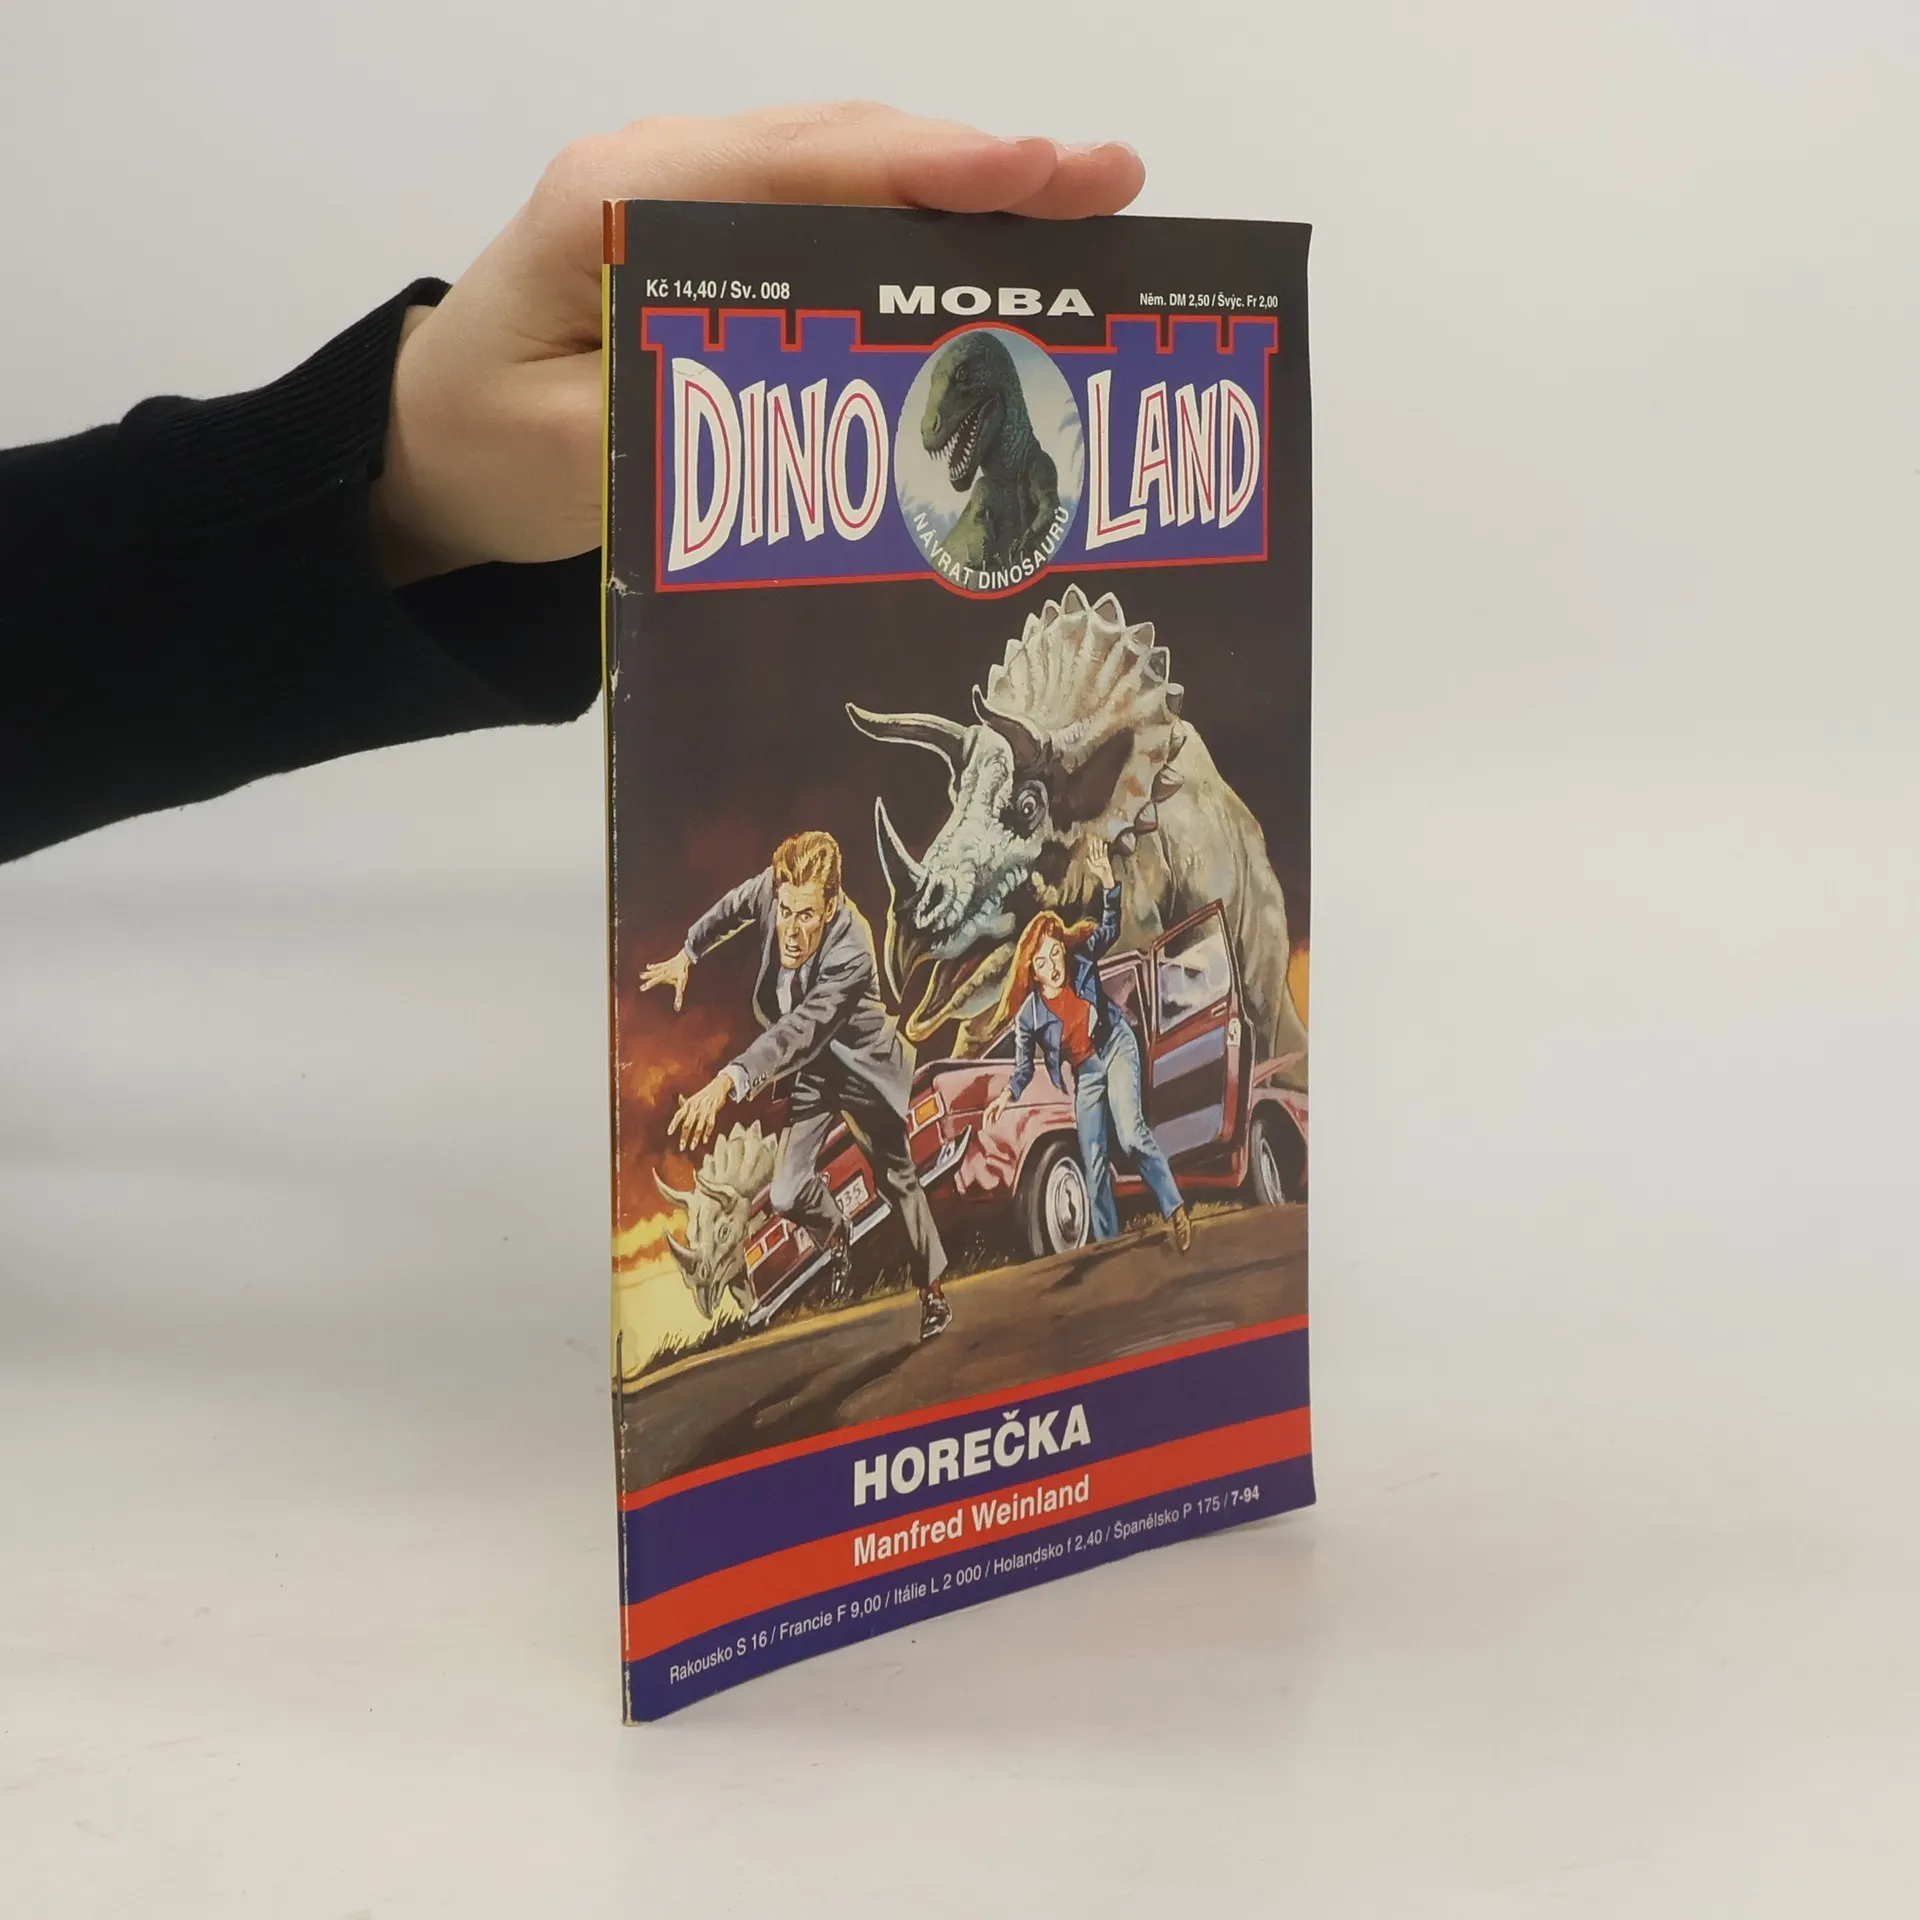 Kč 14,40 / Sv. 008
MOBA
Něm. DM 2,50 / Švýc. Fr 2,00
DINO LAND
NÁVRAT DINOSAURŮ
135
HOREČKA
Manfred Weinland
Rakousko S 16 / Francie F 9,00 / Itálie L 2 000 / Holandsko f 2,40 / Španělsko P 175 / 7-94